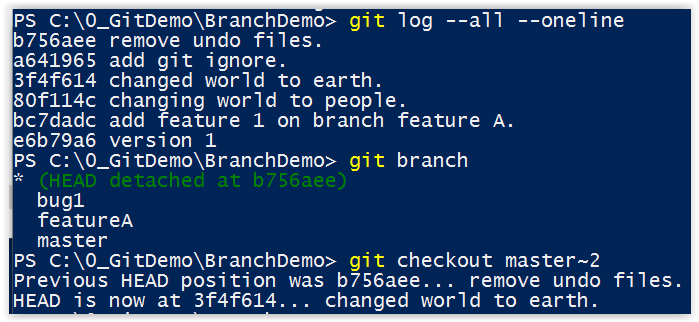 PS C:\0_GitDemo\BranchDemo> git log --all --oneline
b756aee remove undo files.
a641965 add git ignore.
3f4f614 changed world to earth.
80f114c changing world to people.
bc7dadc add feature 1 on branch feature A.
e6b79a6 version 1
PS C:\0_GitDemo\BranchDemo> git branch
* (HEAD detached at b756aee)
bug1
featureA
master
PS C:\0_GitDemo\BranchDemo> git checkout master~2
Previous HEAD position was b756aee... remove undo files.
HEAD is now at 3f4f614... changed world to earth.